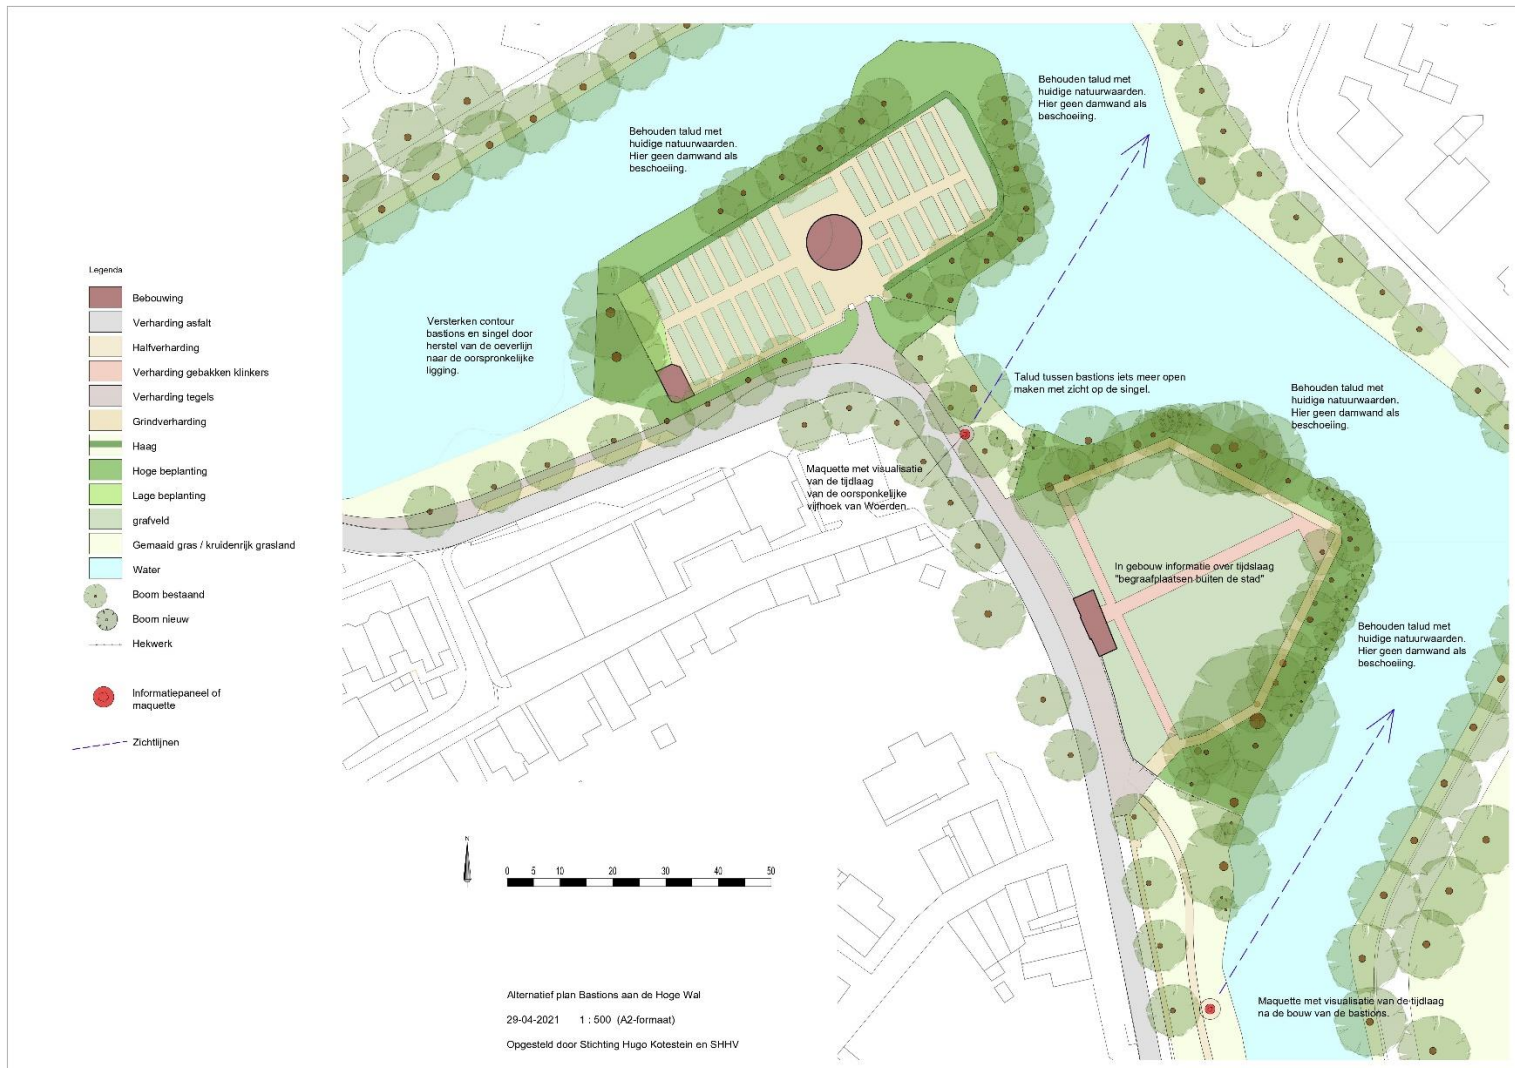 Legenda
Bebouwing
Verharding asfalt
Halfverharding
Verharding gebakken klinkers
Verharding tegels
Grindverharding
Haag
Hoge beplanting
Lage beplanting
grafveld
Gemaaid gras / kruidenrijk grasland
Water
Boom bestaand
Boom nieuw
Hekwerk
Informatiepaneel of
maquette
Zichtlijnen
Behouden talud met
huidige natuurwaarden.
Hier geen damwand als
beschoeiing.
Behouden talud met
huidige natuurwaarden.
Hier geen damwand als
beschoeiing.
Versterken contour
bastions en singel door
herstel van de oeverlijn
naar de oorspronkelijke
ligging.
Talud tussen bastions iets meer open
maken met zicht op de singel.
Behouden talud met
huidige natuurwaarden.
Hier geen damwand als
beschoeiing.
Maquette met visualisatie
van de tijdlaag
van de oorsponkelijke
vijfhoek van Woerden.
In gebouw informatie over tijdslaag
"begraafplaatsen buiten de stad"
Behouden talud met
huidige natuurwaarden.
Hier geen damwand als
beschoeiing.
N
0 5 10 20 30 40 50
Alternatief plan Bastions aan de Hoge Wal
29-04-2021 1 : 500 (A2-formaat)
Opgesteld door Stichting Hugo Kotestein en SHHV
Maquette met visualisatie van de tijdlaag
na de bouw van de bastions.